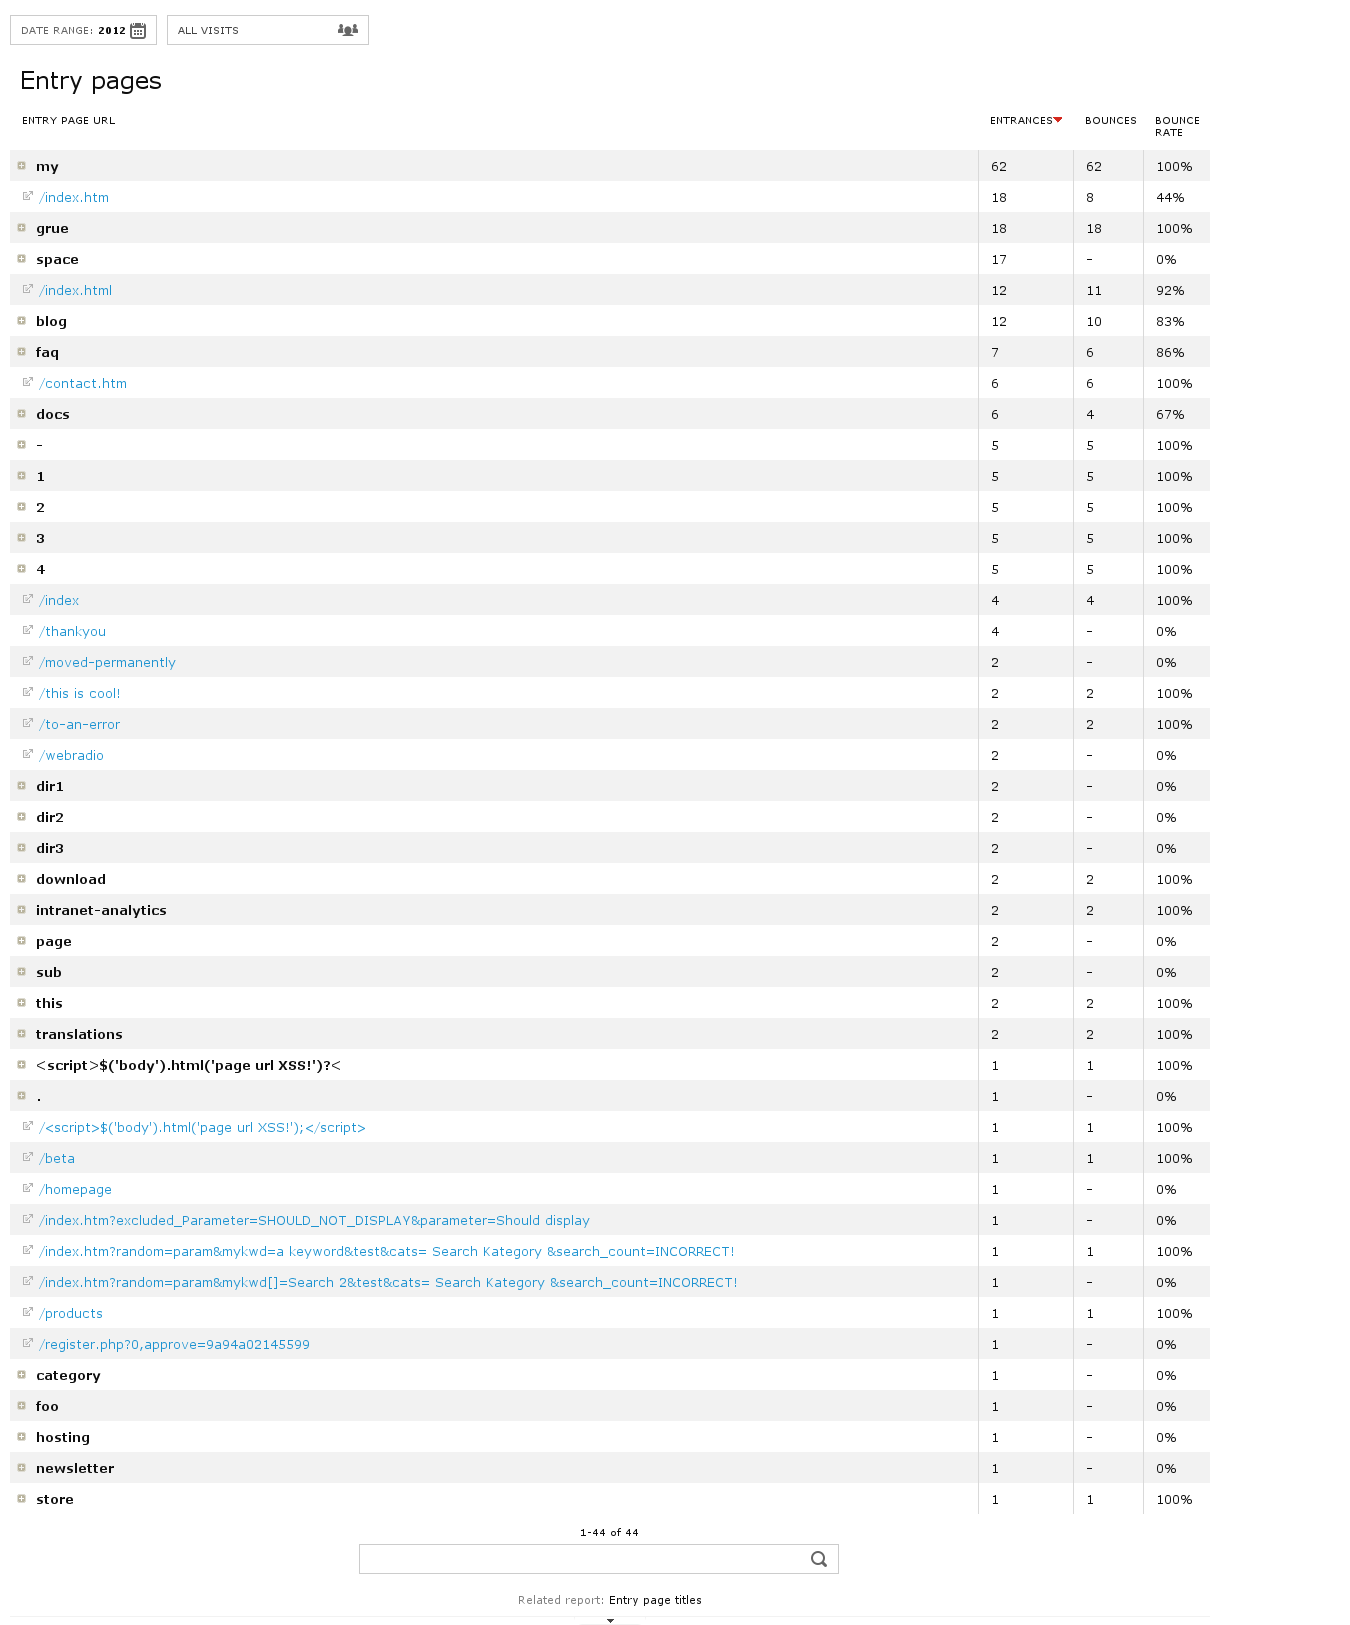 DATE RANGE: 2012 ALL VISITS
Entry pages
ENTRY PAGE URL ENTRANCES BOUNCES BOUNCE RATE
my 62 62 100%
/index.htm 18 8 44%
grue 18 18 100%
space 17 - 0%
/index.html 12 11 92%
blog 12 10 83%
faq 7 6 86%
/contact.htm 6 6 100%
docs 6 4 67%
- 5 5 100%
1 5 5 100%
2 5 5 100%
3 5 5 100%
4 5 5 100%
/index 4 4 100%
/thankyou 4 - 0%
/moved-permanently 2 - 0%
/this is cool! 2 2 100%
/to-an-error 2 2 100%
/webradio 2 - 0%
dir1 2 - 0%
dir2 2 - 0%
dir3 2 - 0%
download 2 2 100%
intranet-analytics 2 2 100%
page 2 - 0%
sub 2 - 0%
this 2 2 100%
translations 2 2 100%
<script>$('body').html('page url XSS!')?< 1 1 100%
. 1 - 0%
/<script>$('body').html('page url XSS!');</script> 1 1 100%
/beta 1 1 100%
/homepage 1 - 0%
/index.htm?excluded_Parameter=SHOULD_NOT_DISPLAY&parameter=Should display 1 - 0%
/index.htm?random=param&mykwd=a keyword&test&cats= Search Kategory &search_count=INCORRECT! 1 1 100%
/index.htm?random=param&mykwd[]=Search 2&test&cats= Search Kategory &search_count=INCORRECT! 1 - 0%
/products 1 1 100%
/register.php?0,approve=9a94a02145599 1 - 0%
category 1 - 0%
foo 1 - 0%
hosting 1 - 0%
newsletter 1 - 0%
store 1 1 100%
1-44 of 44
Related report: Entry page titles